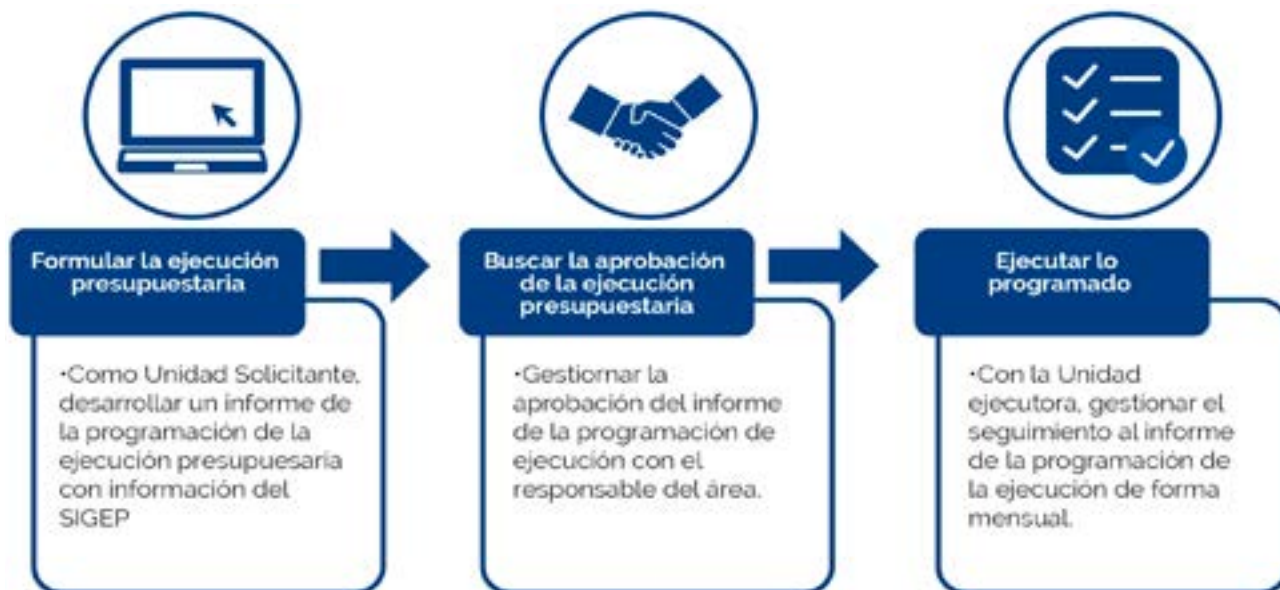 Formular la ejecución
presupuestaria
•Como Unidad Solicitante,
desarrollar un informe de
la programación de la
ejecución presupuesaría
con información del
SIGEP
Buscar la aprobación
de la ejecución
presupuestaria
•Gestiornar la
aprobación del informe
de la programación de
ejecución con el
responsable del área.
Ejecutar lo
programado
•Con la Unidad
ejecutora, gestionar el
seguimiento al informe
de la programación de
la ejecución de forma
mensual.